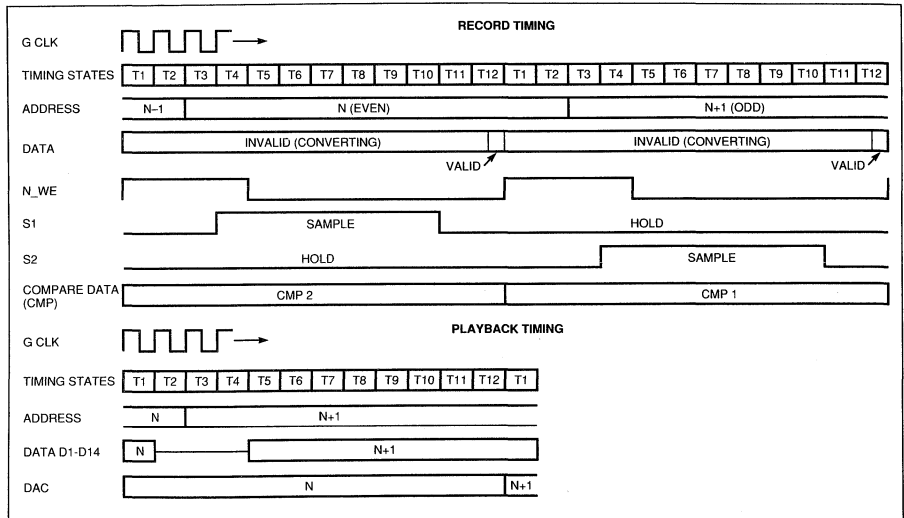 RECORD TIMING
G CLK
TIMING STATES T1 T2 T3 T4 T5 T6 T7 T8 T9 T10 T11 T12 T1 T2 T3 T4 T5 T6 T7 T8 T9 T10 T11 T12
ADDRESS N–1 N (EVEN) N+1 (ODD)
DATA INVALID (CONVERTING) INVALID (CONVERTING)
VALID VALID
N_WE
S1 SAMPLE HOLD
S2 HOLD SAMPLE
COMPARE DATA
(CMP) CMP 2 CMP 1
PLAYBACK TIMING
G CLK
TIMING STATES T1 T2 T3 T4 T5 T6 T7 T8 T9 T10 T11 T12 T1
ADDRESS N N+1
DATA D1-D14 N N+1
DAC N N+1